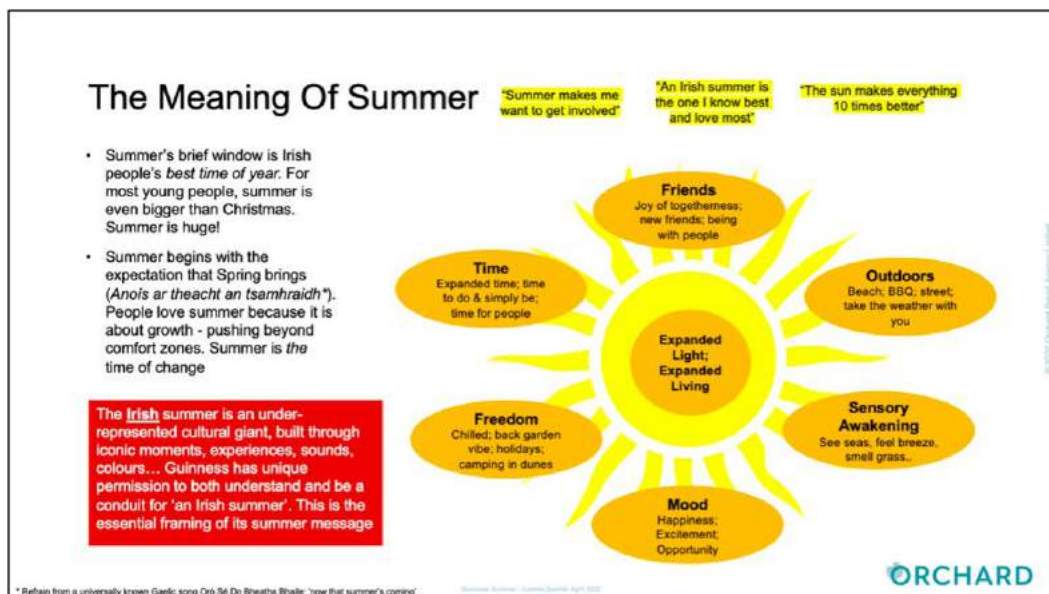 The Meaning Of Summer
"Summer makes me
want to get involved"
"An Irish summer is
the one I know best
and love most"
"The sun makes everything
10 times better"
• Summer's brief window is Irish
people's best time of year. For
most young people, summer is
even bigger than Christmas.
Summer is huge!
• Summer begins with the
expectation that Spring brings
(Anois ar theacht an tsamhraidh*).
People love summer because it is
about growth - pushing beyond
comfort zones. Summer is the
time of change
The Irish summer is an under-
represented cultural giant, built through
iconic moments, experiences, sounds,
colours... Guinness has unique
permission to both understand and be a
conduit for 'an Irish summer'. This is the
essential framing of its summer message
Friends
Joy of togetherness;
new friends; being
with people
Time
Expanded time; time
to do & simply be;
time for people
Outdoors
Beach; BBQ; street;
take the weather with
you
Expanded
Light;
Expanded
Living
Freedom
Chilled; back garden
vibe; holidays;
camping in dunes
Sensory
Awakening
See seas, feel breeze,
smell grass..
Mood
Happiness;
Excitement;
Opportunity
* Refrain from a universally known Gaelic song Oró Sé Do Bheatha Bhaile; 'now that summer's coming'
ORCHARD